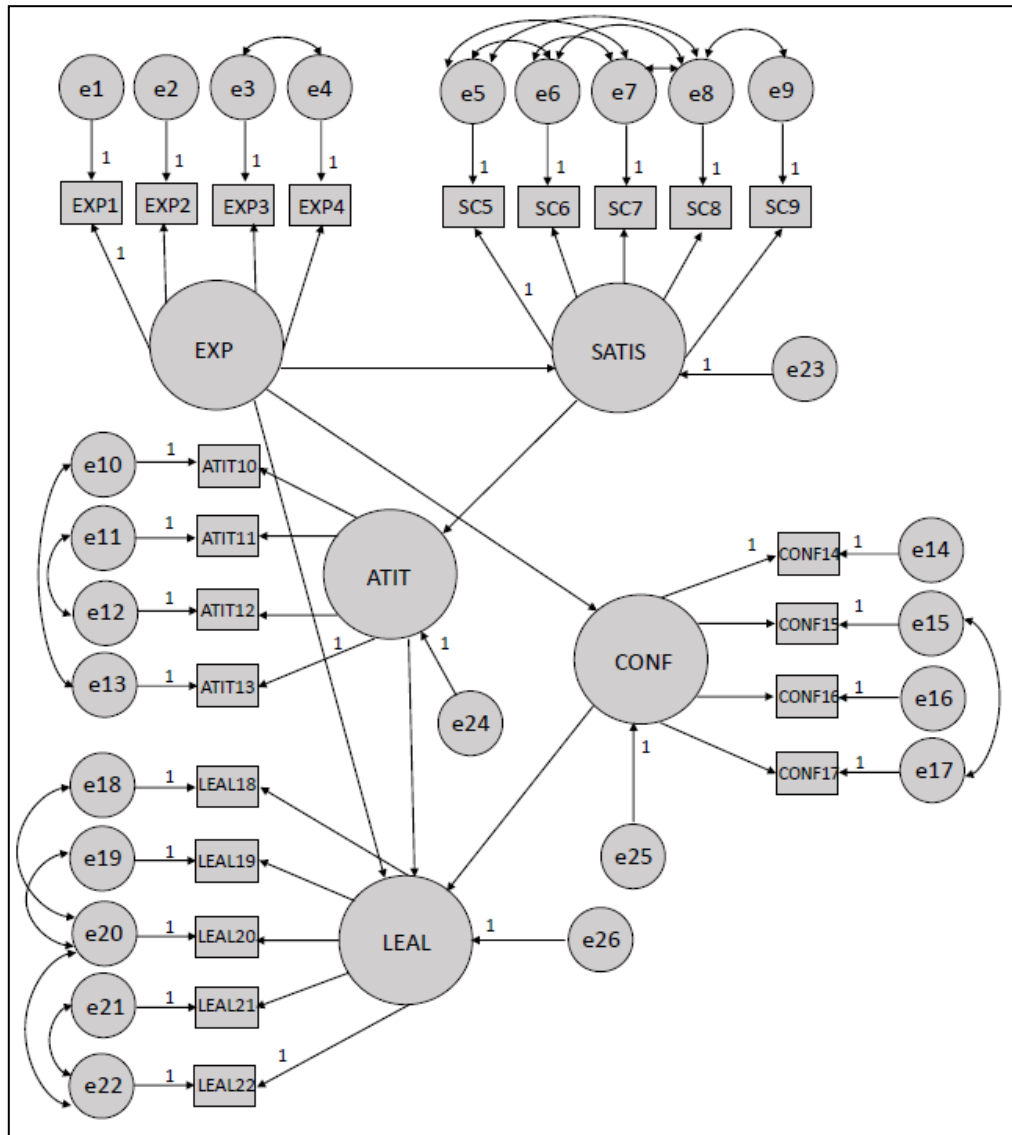 e1 e2 e3 e4 e5 e6 e7 e8 e9
1 1 1 1 1 1 1 1 1
EXP1 EXP2 EXP3 EXP4 SC5 SC6 SC7 SC8 SC9
1 1
EXP SATIS
1 e23
e10 1 ATIT10
e11 1 ATIT11
e12 1 ATIT12
e13 1 ATIT13
ATIT
1
1
e24
1 CONF14 1 e14
CONF15 1 e15
CONF16 1 e16
CONF17 1 e17
CONF
1
e25
e18 1 LEAL18
e19 1 LEAL19
e20 1 LEAL20
e21 1 LEAL21
e22 1 LEAL22
LEAL
1
1 e26